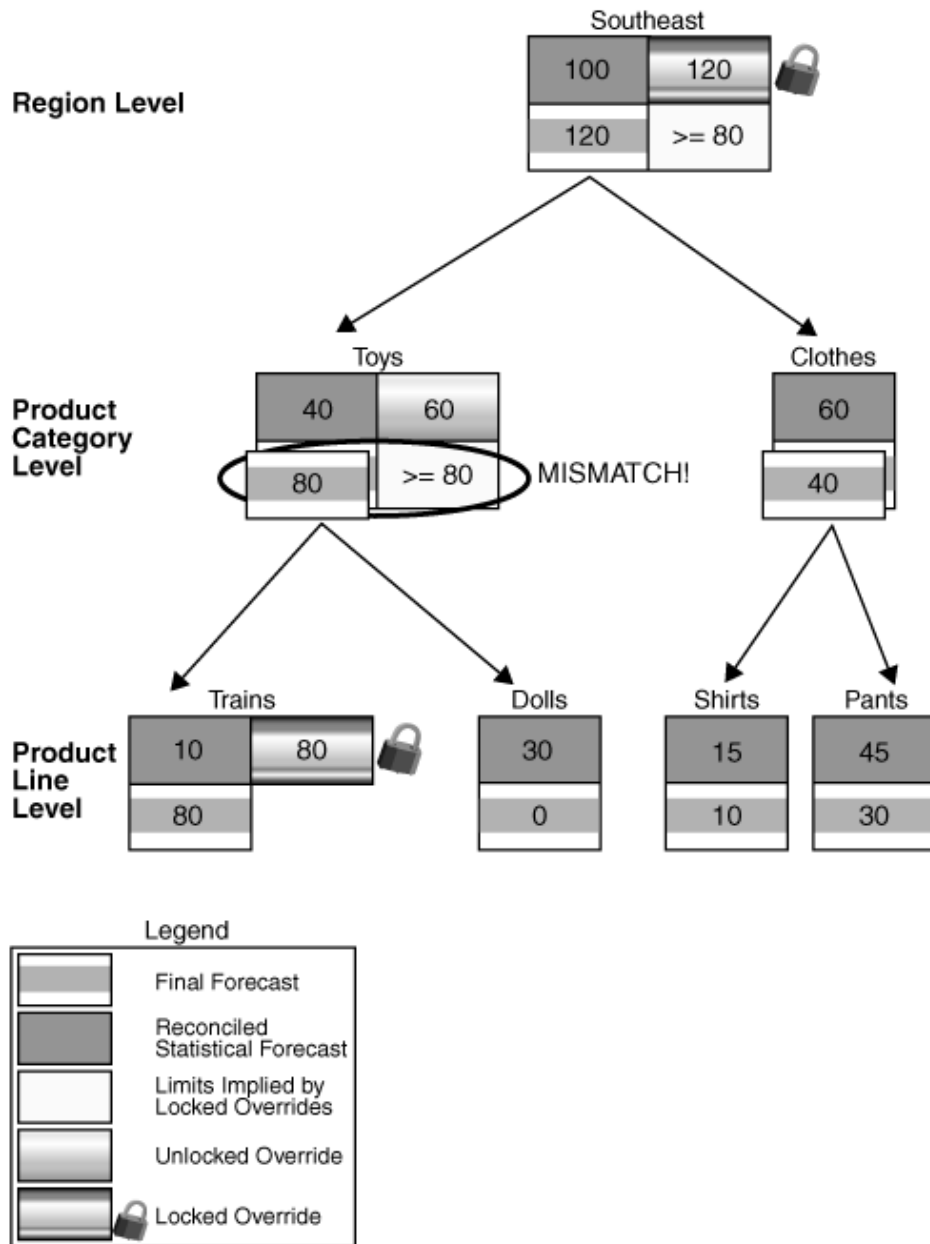 Southeast
Region Level
100 120
120 >= 80
Toys Clothes
Product
Category
Level
40 60 60
80 >= 80 MISMATCH! 40
Trains Dolls Shirts Pants
Product
Line
Level
10 80 30 15 45
80 0 10 30
Legend
Final Forecast
Reconciled
Statistical Forecast
Limits Implied by
Locked Overrides
Unlocked Override
Locked Override